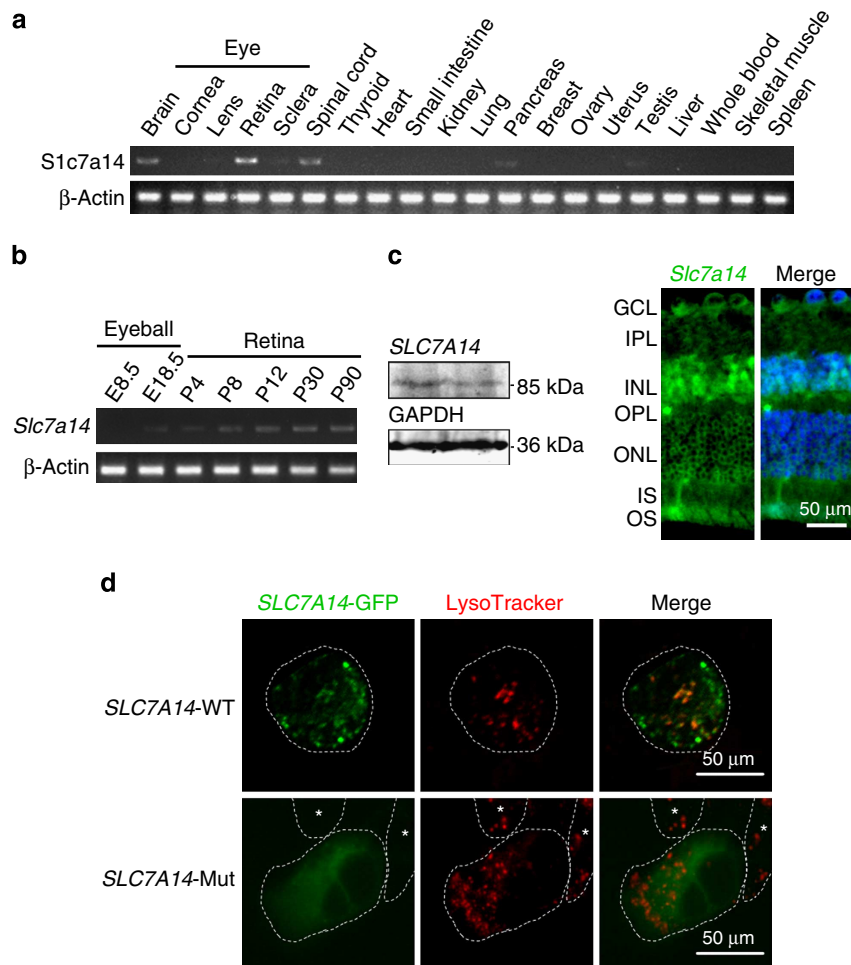 a
Eye
Brain
Cornea
Lens
Retina
Sclera
Spinal cord
Thyroid
Heart
Small intestine
Kidney
Lung
Pancreas
Breast
Ovary
Uterus
Testis
Liver
Whole blood
Skeletal muscle
Spleen
S1c7a14
β-Actin
b
Eyeball
Retina
E8.5
E18.5
P4
P8
P12
P30
P90
Slc7a14
β-Actin
c
SLC7A14
85 kDa
GAPDH
36 kDa
Slc7a14
Merge
GCL
IPL
INL
OPL
ONL
IS
OS
50 μm
d
SLC7A14-GFP
LysoTracker
Merge
SLC7A14-WT
50 μm
SLC7A14-Mut
*
*
*
*
*
*
50 μm